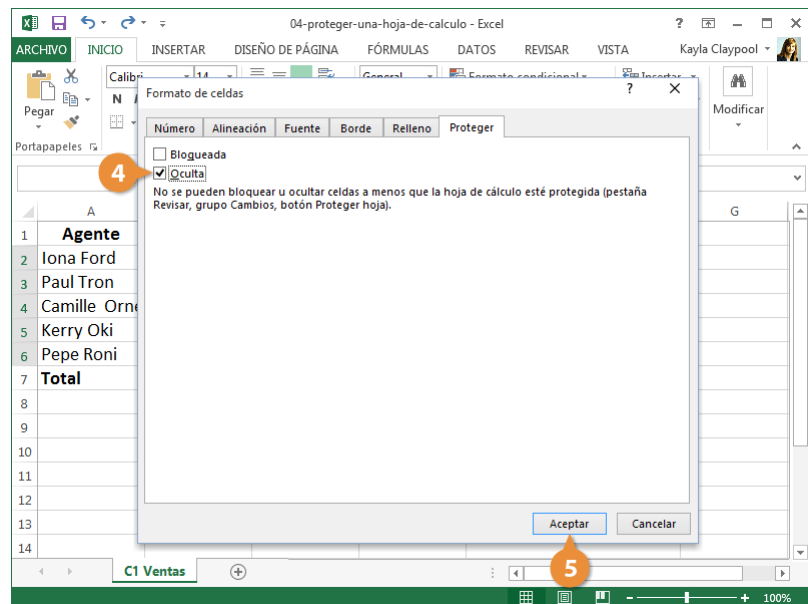 04-proteger-una-hoja-de-calculo - Excel
ARCHIVO INICIO INSERTAR DISEÑO DE PÁGINA FÓRMULAS DATOS REVISAR VISTA Kayla Claypool
Calibri 14 General Formato condicional Insertar
Pegar N Modificar
Portapapeles
Formato de celdas ? X
Número Alineación Fuente Borde Relleno Proteger
Bloqueada
4 Oculta
No se pueden bloquear u ocultar celdas a menos que la hoja de cálculo esté protegida (pestaña
Revisar, grupo Cambios, botón Proteger hoja).
A G
1 Agente
2 Iona Ford
3 Paul Tron
4 Camille Orne
5 Kerry Oki
6 Pepe Roni
7 Total
8
9
10
11
12
13
14
Aceptar Cancelar
5
C1 Ventas
100%